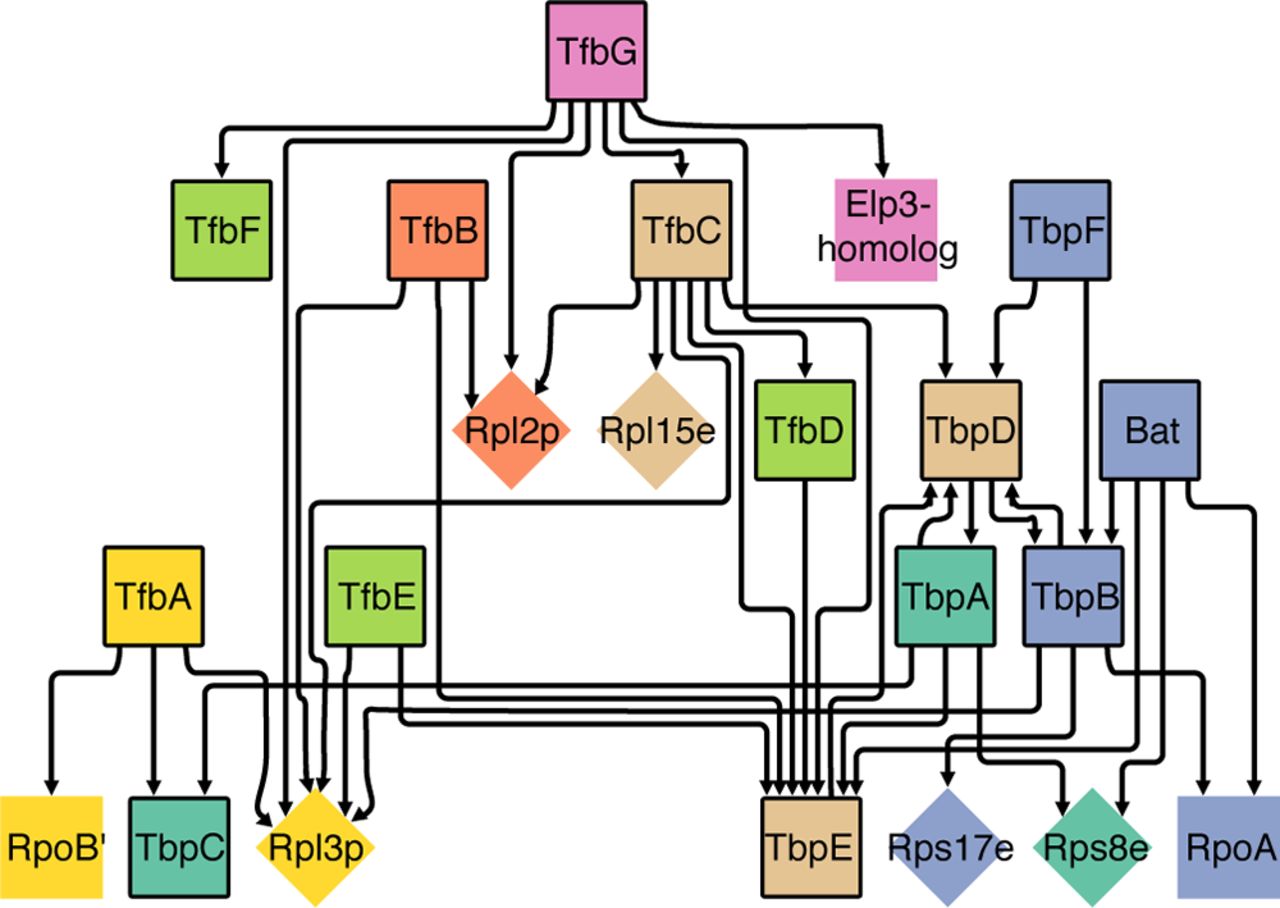 TfbG
TfbF
TfbB
TfbC
Elp3-
homolog
TbpF
Rpl2p
Rpl15e
TfbD
TbpD
Bat
TfbA
TfbE
TbpA
TbpB
RpoB'
TbpC
Rpl3p
TbpE
Rps17e
Rps8e
RpoA